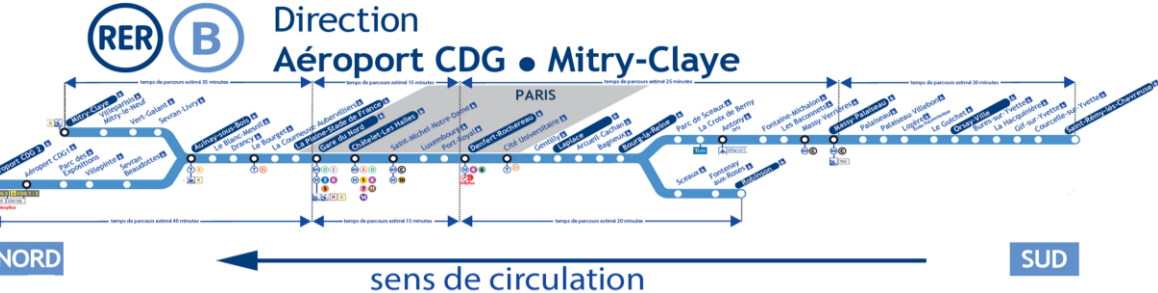 RER B
Direction
Aéroport CDG ● Mitry-Claye
temps de parcours estimé 35 minutes
temps de parcours estimé 15 minutes
temps de parcours estimé 25 minutes
temps de parcours estimé 20 minutes
PARIS
Mitry-Claye
Villeparisis
Mitry-le-Neuf
Vert-Galant
Sevran-Livry
Aéroport CDG1
Parc des
Expositions
Villepinte
Sevran
Beaudottes
Aulnay-sous-Bois
Le Blanc-Mesnil
Drancy
Le Bourget
La Courneuve-Aubervilliers
La Plaine-Stade de France
Gare du Nord
Châtelet-Les Halles
Saint-Michel-Notre-Dame
Luxembourg
Port Royal
Denfert-Rochereau
Cité Universitaire
Gentilly
Laplace
Arcueil-Cachan
Bagneux
Bourg-la-Reine
Parc de Sceaux
La Croix de Berny
Antony
Fontaine-Michalon
Les Baconnets
Massy-Verrières
Massy-Palaiseau
Palaiseau
Palaiseau-Villebon
Lozère
Le Guichet
Orsay-Ville
Bures-sur-Yvette
La Hacquinière
Gif-sur-Yvette
Courcelle-sur-Yvette
Saint-Rémy-lès-Chevreuse
Sceaux
Fontenay
aux-Roses
Robinson
temps de parcours estimé 40 minutes
temps de parcours estimé 15 minutes
temps de parcours estimé 20 minutes
NORD
SUD
sens de circulation